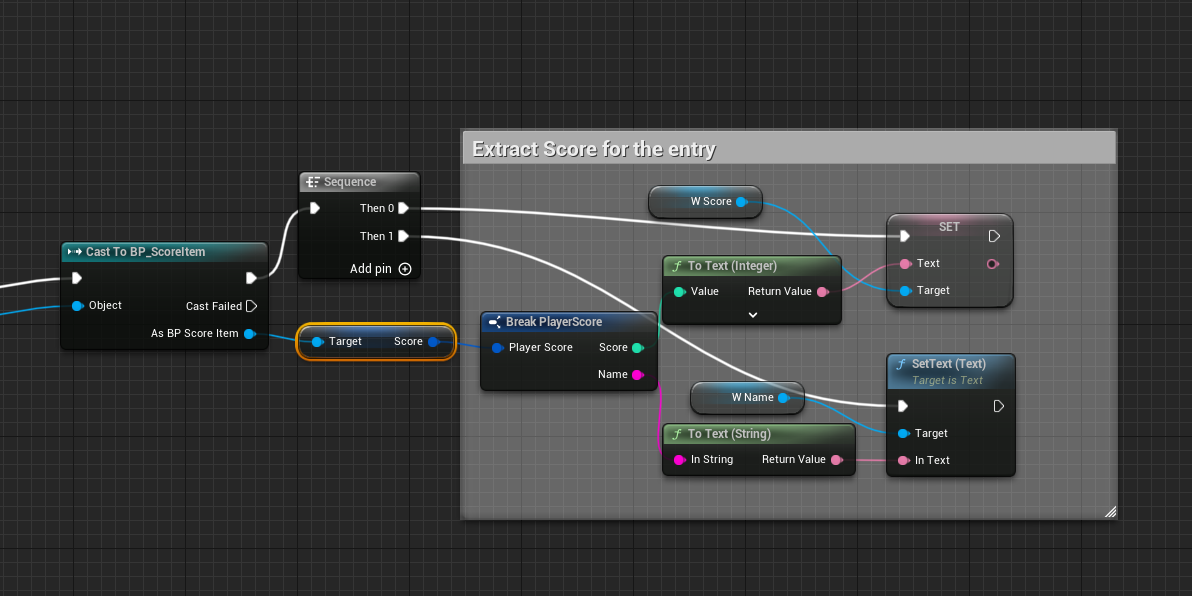 Extract Score for the entry
Sequence
Then 0
Then 1
Add pin
Cast To BP_ScoreItem
Object
Cast Failed
As BP Score Item
Target
Score
Break PlayerScore
Player Score
Score
Name
W Score
To Text (Integer)
Value
Return Value
SET
Text
Target
W Name
To Text (String)
In String
Return Value
SetText (Text)
Target is Text
Target
In Text